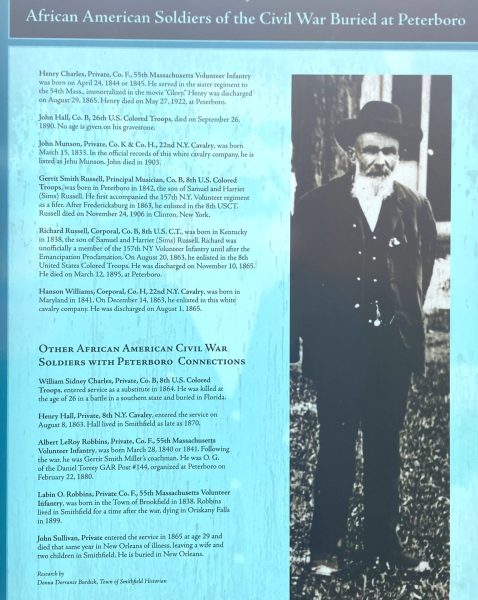 African American Soldiers of the Civil War Buried at Peterboro
Henry Charles, Private, Co. F, 55th Massachusetts Volunteer Infantry
was born on April 24, 1844 or 1845. He served in the sister regiment to
the 54th Mass., immortalized in the movie "Glory." Henry was discharged
on August 29, 1865. Henry died on May 27, 1922, at Peterboro.
John Hall, Co. B, 26th U.S. Colored Troops, died on September 26,
1890. No age is given on his gravestone.
John Munson, Private, Co. K & Co. H., 22nd N.Y. Cavalry, was born
March 15, 1833. In the official records of this white cavalry company, he is
listed as Jehu Munson. John died in 1903.
Gerrit Smith Russell, Principal Musician, Co. B, 8th U.S. Colored
Troops, was born in Peterboro in 1842, the son of Samuel and Harriet
(Sims) Russell. He first accompanied the 157th N.Y. Volunteer regiment
as a fifer. After Fredericksburg in 1863, he enlisted in the 8th USCT.
Russell died on November 24, 1906 in Clinton, New York.
Richard Russell, Corporal, Co. B, 8th U.S. C.T., was born in Kentucky
in 1838, the son of Samuel and Harriet (Sims) Russell. Richard was
unofficially a member of the 157th NY Volunteer Infantry until after the
Emancipation Proclamation. On August 20, 1863, he enlisted in the 8th
United States Colored Troops. He was discharged on November 10, 1865.
He died on March 12, 1895, at Peterboro.
Hanson Williams, Corporal, Co. H, 22nd N.Y. Cavalry, was born in
Maryland in 1841. On December 14, 1863, he enlisted in this white
cavalry company. He was discharged on August 1, 1865.
Other African American Civil War
Soldiers with Peterboro Connections
William Sidney Charles, Private, Co. B, 8th U.S. Colored
Troops, entered service as a substitute in 1864. He was killed at
the age of 26 in a battle in a southern state and buried in Florida.
Henry Hall, Private, 8th N.Y. Cavalry, entered the service on
August 8, 1863. Hall lived in Smithfield as late as 1870.
Albert LeRoy Robbins, Private, Co. F., 55th Massachusetts
Volunteer Infantry, was born March 28, 1840 or 1841. Following
the war, he was Gerrit Smith Miller's coachman. He was O. G.
of the Daniel Torrey GAR Post #144, organized at Peterboro on
February 22, 1880.
Labin O. Robbins, Private Co. F., 55th Massachusetts Volunteer
Infantry, was born in the Town of Brookfield in 1838. Robbins
lived in Smithfield for a time after the war, dying in Oriskany Falls
in 1899.
John Sullivan, Private entered the service in 1865 at age 29 and
died that same year in New Orleans of illness, leaving a wife and
two children in Smithfield. He is buried in New Orleans.
Research by
Donna Dorrance Burdick, Town of Smithfield Historian